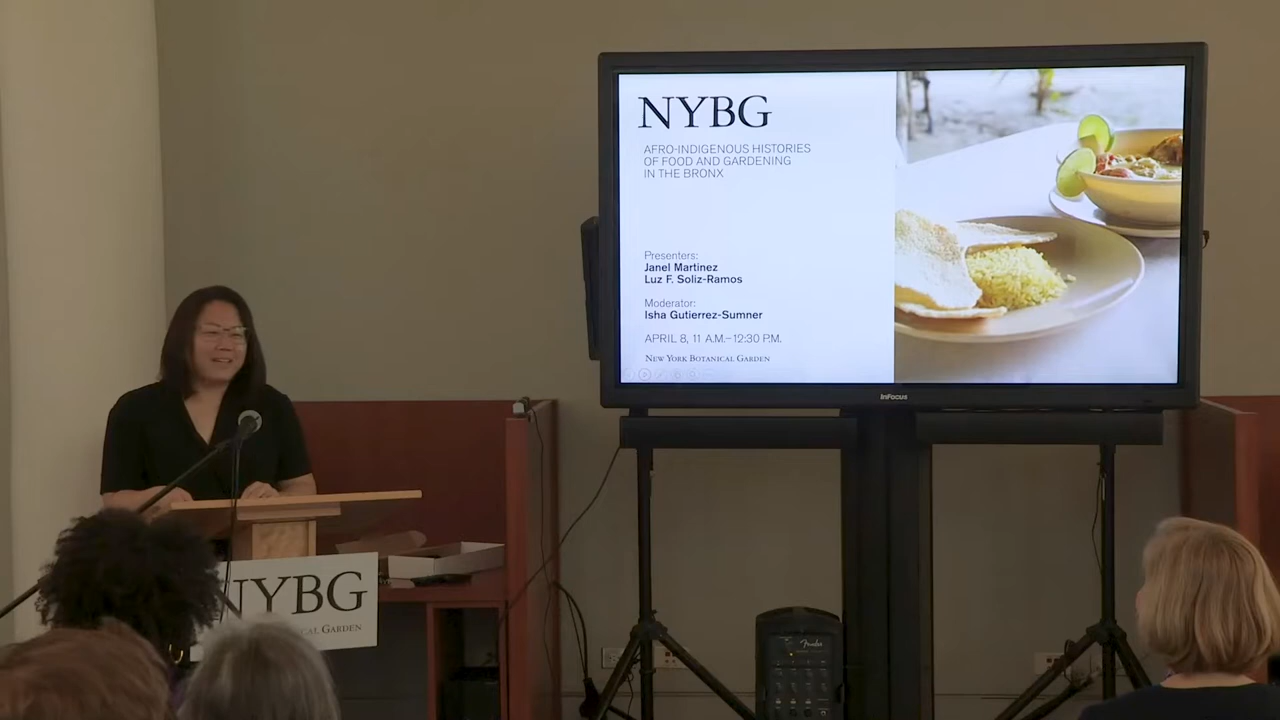 NYBG
AFRO-INDIGENOUS HISTORIES
OF FOOD AND GARDENING
IN THE BRONX
Presenters:
Janel Martinez
Luz F. Soliz-Ramos
Moderator:
Isha Gutierrez-Sumner
APRIL 8, 11 A.M.–12:30 P.M.
NEW YORK BOTANICAL GARDEN
InFocus
NYBG
GARDEN
Fender